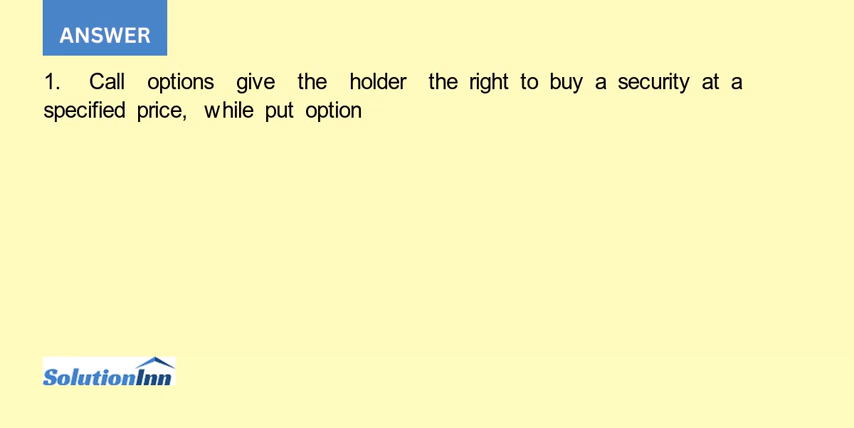 ANSWER
1. Call options give the holder the right to buy a security at a
specified price, while put option
SolutionInn